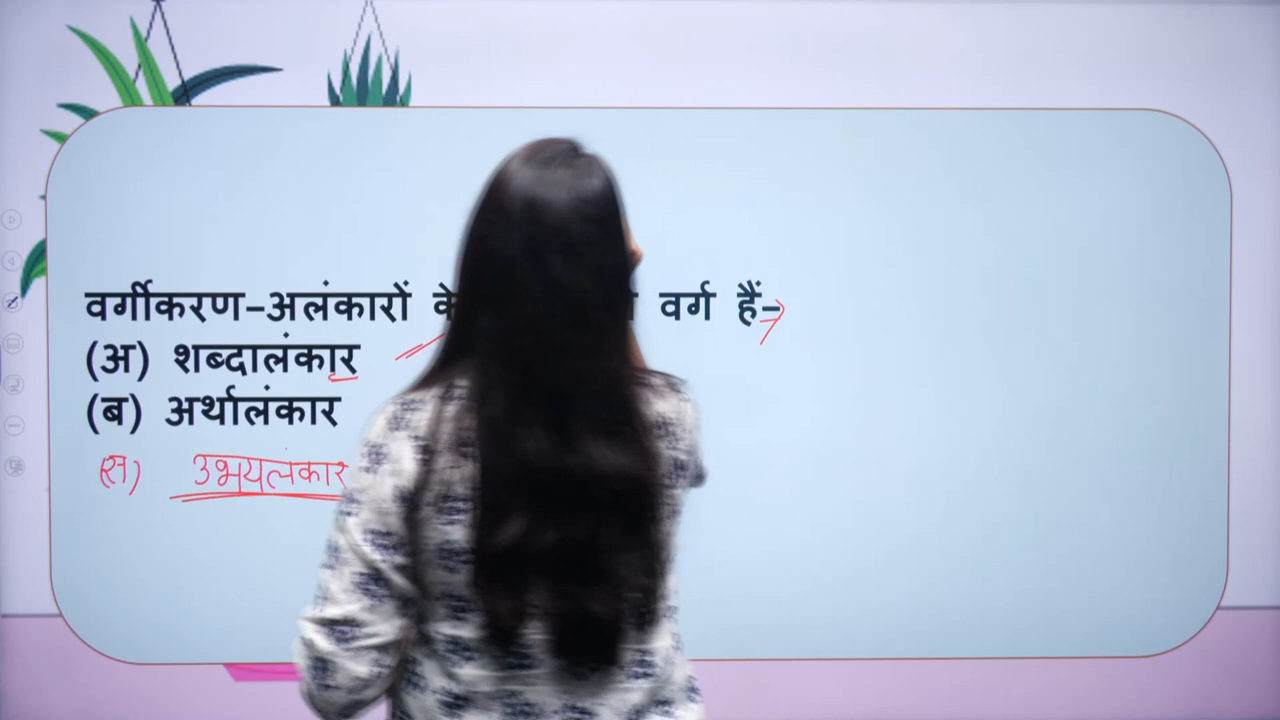 वर्गीकरण–अलंकारों के वर्ग हैं–
(अ) शब्दालंकार
(ब) अर्थालंकार
(स) उभयलंकार